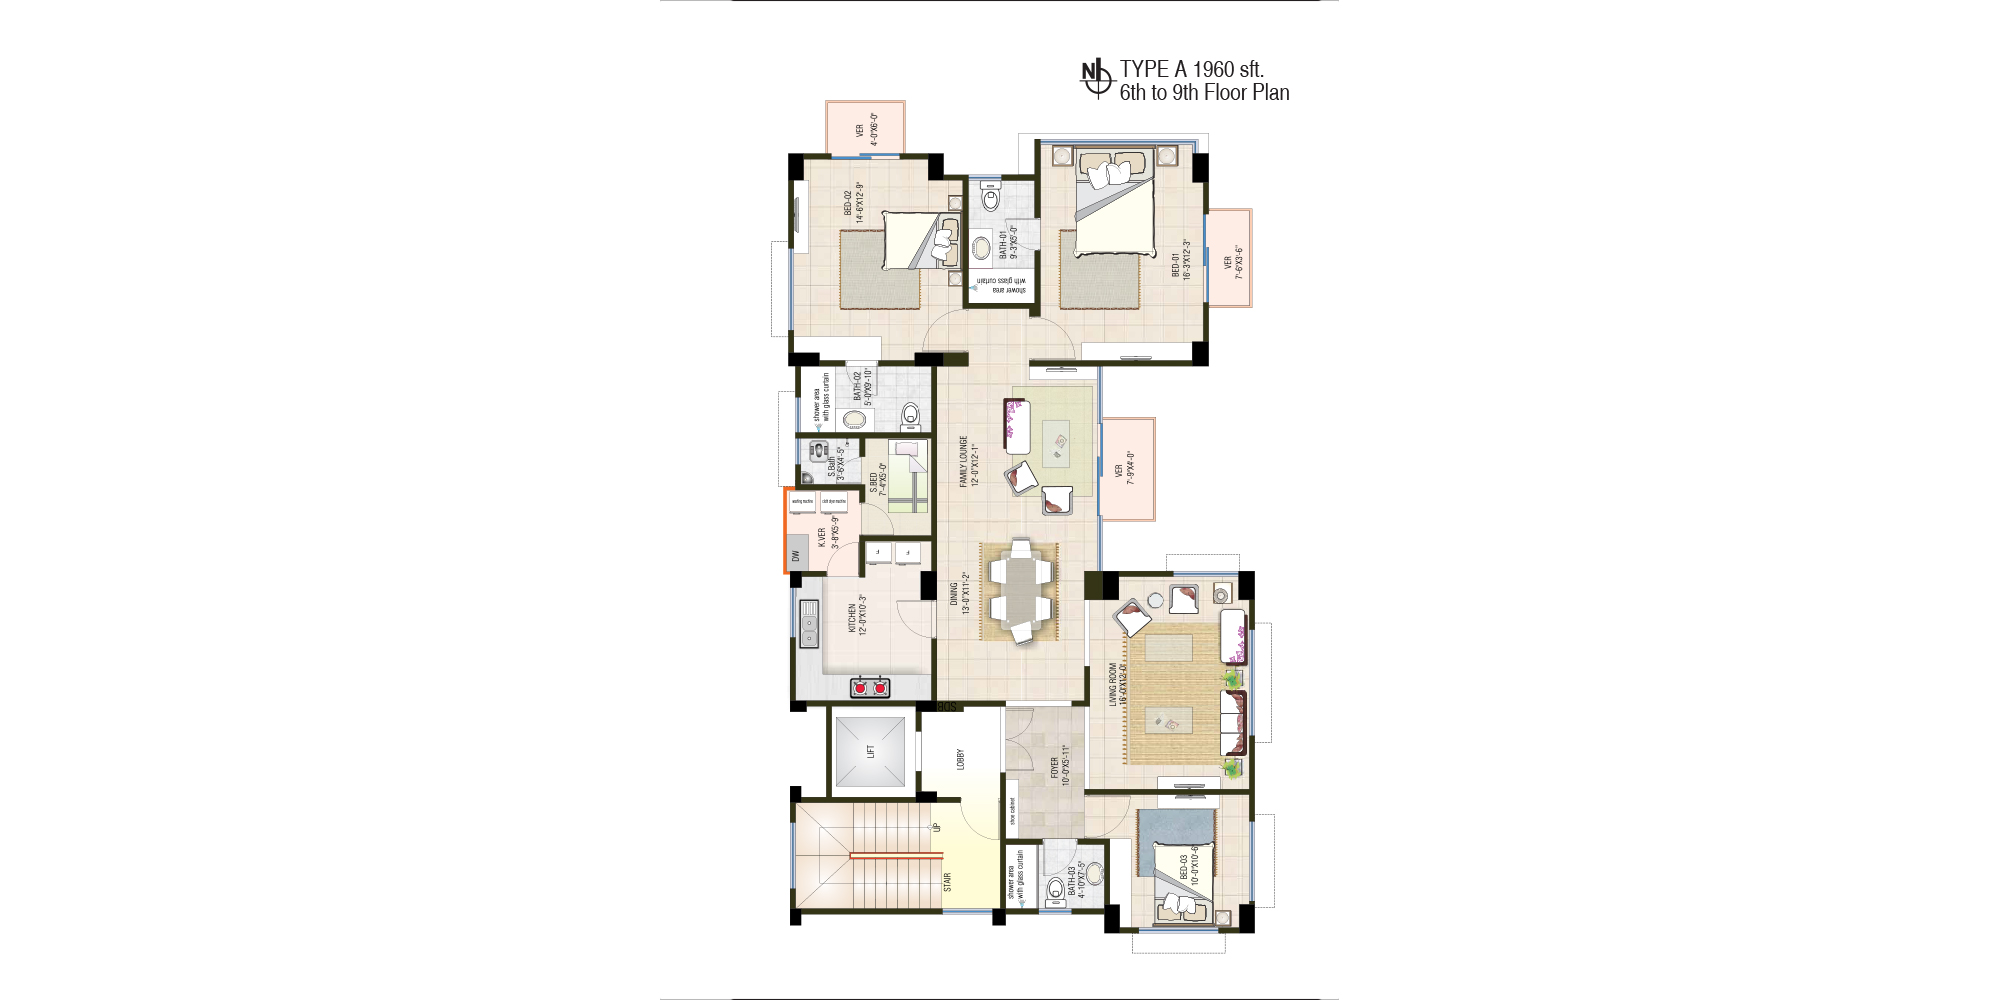 N
TYPE A 1960 sft.
6th to 9th Floor Plan
VER
4'-0"X6'-0"
BED-02
14'-6"X12'-9"
BATH-01
9'-3"X5'-0"
shower area
with glass curtain
BED-01
16'-3"X12'-3"
VER
7'-6"X3'-6"
shower area
with glass curtain
BATH-02
5'-0"X9'-10"
S.Bath
3'-6"X4'-5"
S.BED
7'-4"X5'-0"
FAMILY LOUNGE
12'-0"X12'-1"
VER
7'-9"X4'-0"
washing machine
cloth dryer machine
K.VER
3'-8"X5'-9"
DW
F
F
KITCHEN
12'-0"X10'-3"
DINING
13'-0"X11'-2"
LIVING ROOM
16'-0"X12'-0"
SDB
LIFT
LOBBY
FOYER
10'-0"X5'-11"
shoe cabinet
UP
STAIR
shower area
with glass curtain
BATH-03
4'-10"X7'-5"
BED-03
10'-0"X10'-6"